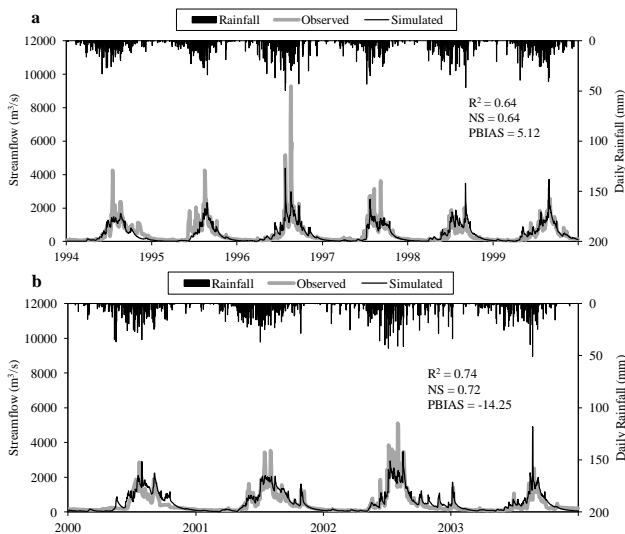 a
Rainfall Observed Simulated
12000 0
10000 50
8000 100
6000
4000 150
2000
0 200
1994 1995 1996 1997 1998 1999
Streamflow (m³/s)
Daily Rainfall (mm)
R² = 0.64
NS = 0.64
PBIAS = 5.12
b
Rainfall Observed Simulated
12000 0
10000 50
8000
6000 100
4000 150
2000
0 200
2000 2001 2002 2003
Streamflow (m³/s)
Daily Rainfall (mm)
R² = 0.74
NS = 0.72
PBIAS = -14.25